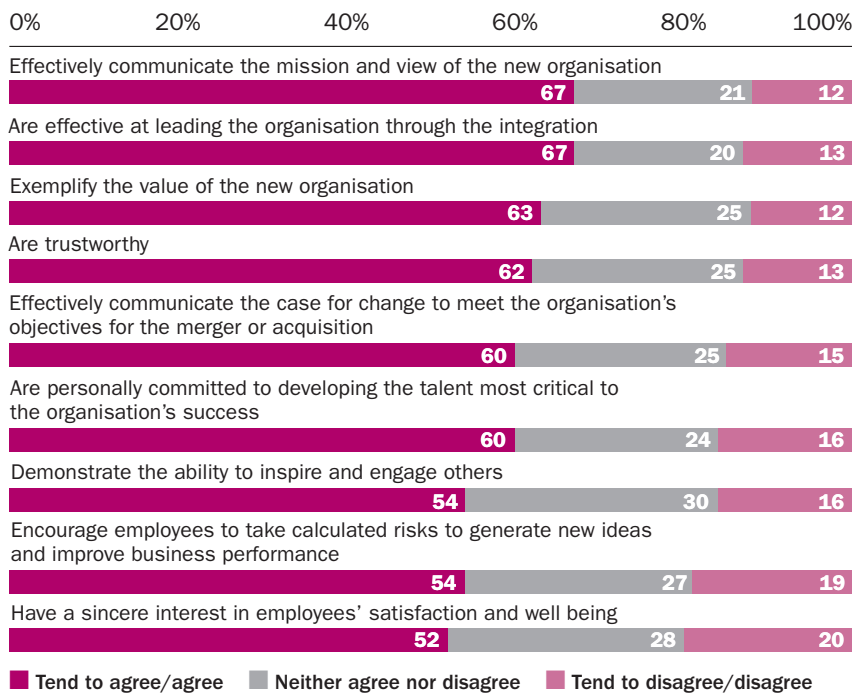 0% 20% 40% 60% 80% 100%
Effectively communicate the mission and view of the new organisation
67 21 12
Are effective at leading the organisation through the integration
67 20 13
Exemplify the value of the new organisation
63 25 12
Are trustworthy
62 25 13
Effectively communicate the case for change to meet the organisation's
objectives for the merger or acquisition
60 25 15
Are personally committed to developing the talent most critical to
the organisation's success
60 24 16
Demonstrate the ability to inspire and engage others
54 30 16
Encourage employees to take calculated risks to generate new ideas
and improve business performance
54 27 19
Have a sincere interest in employees' satisfaction and well being
52 28 20
Tend to agree/agree Neither agree nor disagree Tend to disagree/disagree